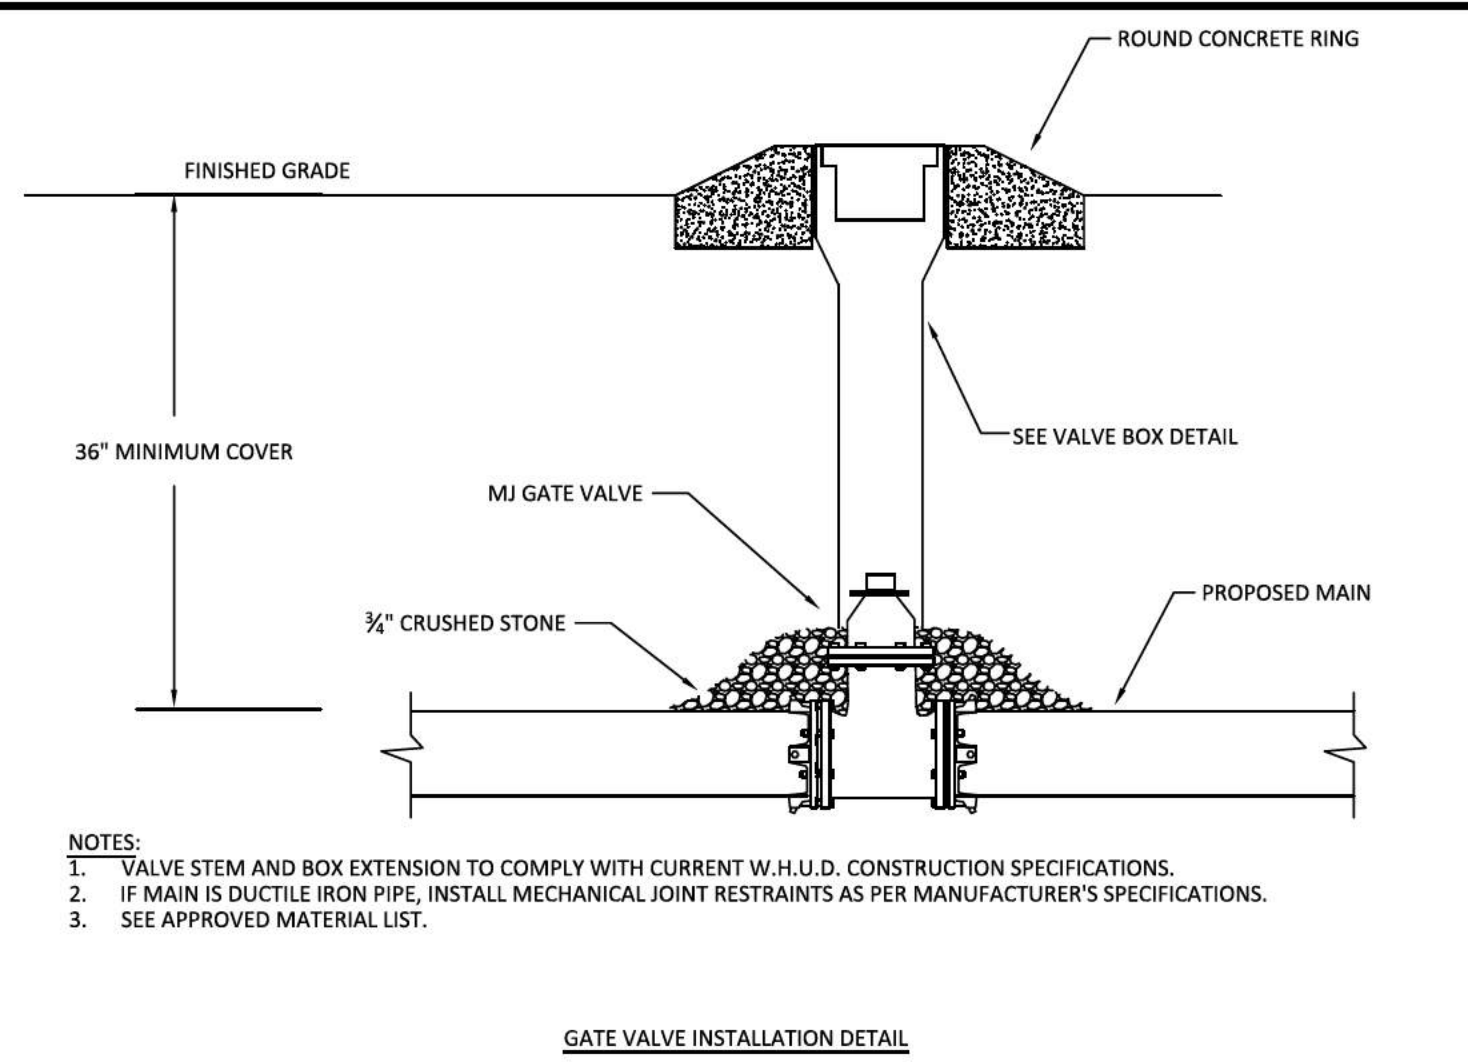 ROUND CONCRETE RING
FINISHED GRADE
SEE VALVE BOX DETAIL
36" MINIMUM COVER
MJ GATE VALVE
PROPOSED MAIN
¾" CRUSHED STONE
NOTES:
1. VALVE STEM AND BOX EXTENSION TO COMPLY WITH CURRENT W.H.U.D. CONSTRUCTION SPECIFICATIONS.
2. IF MAIN IS DUCTILE IRON PIPE, INSTALL MECHANICAL JOINT RESTRAINTS AS PER MANUFACTURER'S SPECIFICATIONS.
3. SEE APPROVED MATERIAL LIST.
GATE VALVE INSTALLATION DETAIL